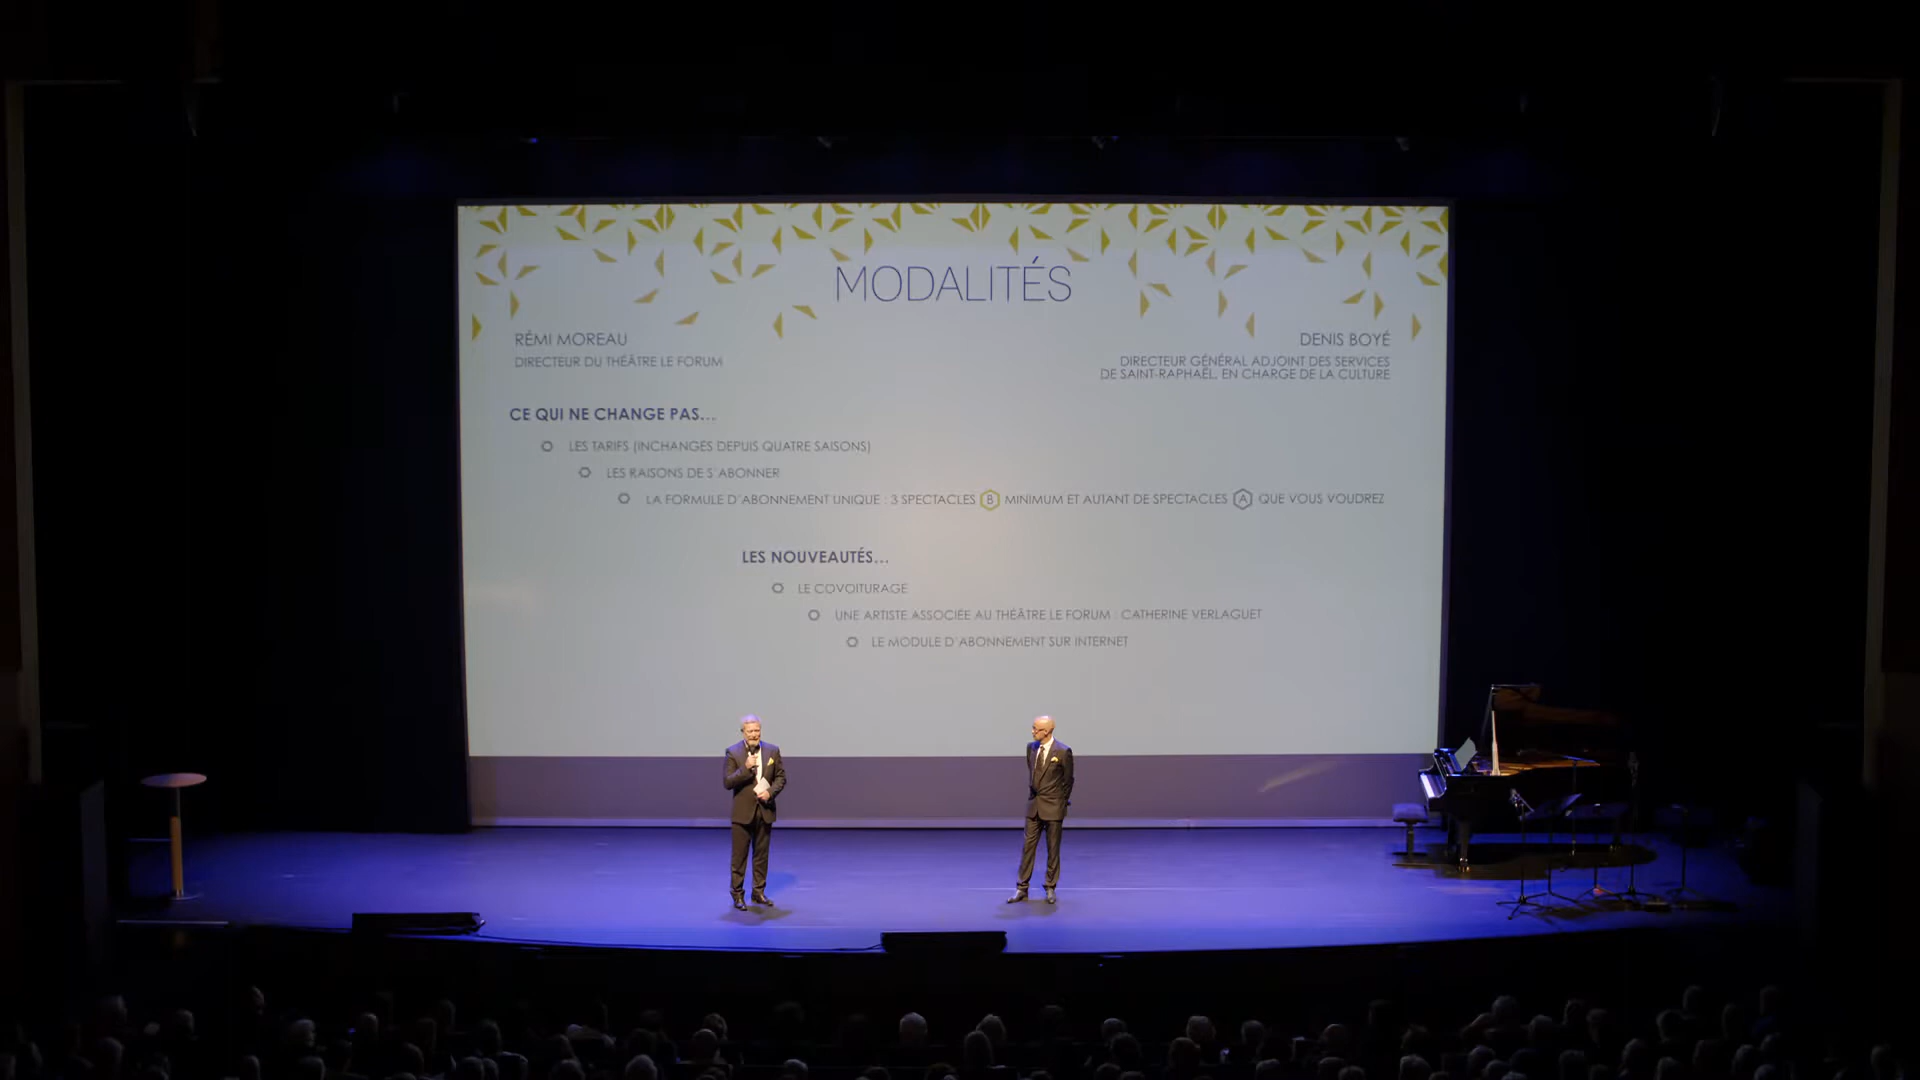 MODALITÉS
RÉMI MOREAU
DIRECTEUR DU THÉÂTRE LE FORUM
DENIS BOYÉ
DIRECTEUR GÉNÉRAL ADJOINT DES SERVICES
DE SAINT-RAPHAËL, EN CHARGE DE LA CULTURE
CE QUI NE CHANGE PAS...
LES TARIFS (INCHANGÉS DEPUIS QUATRE SAISONS)
LES RAISONS DE S'ABONNER
LA FORMULE D'ABONNEMENT UNIQUE : 3 SPECTACLES B MINIMUM ET AUTANT DE SPECTACLES A QUE VOUS VOUDREZ
LES NOUVEAUTÉS...
LE COVOITURAGE
UNE ARTISTE ASSOCIÉE AU THÉÂTRE LE FORUM : CATHERINE VERLAGUET
LE MODULE D'ABONNEMENT SUR INTERNET